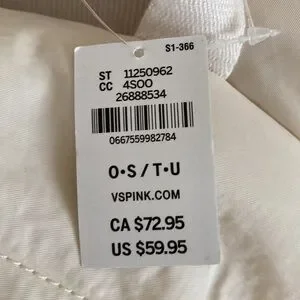 S1-366
ST 11250962
CC 4SOO
26888534
0667559982784
O•S / T•U
VSPINK.COM
CA $72.95
US $59.95